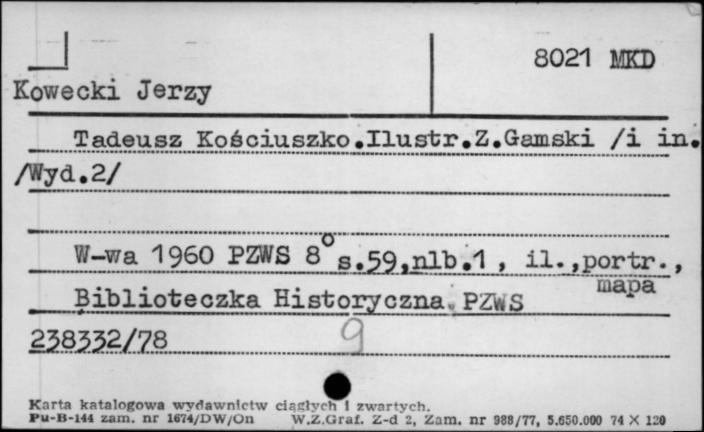 8021 MKD
Kowecki Jerzy
Tadeusz Kościuszko.Ilustr.Z.Gamski /i in.
/Wyd.2/
W-wa 1960 PZWS 8° s.59,nlb.1, il.,portr.,
mapa
Biblioteczka Historyczna PZWS
238332/78
9
Karta katalogowa wydawnictw ciągłych i zwartych.
Pu-B-144 zam. nr 1674/DW/On W.Z.Graf. Z-d 2, Zam. nr 988/77, 5.650.000 74 X 120